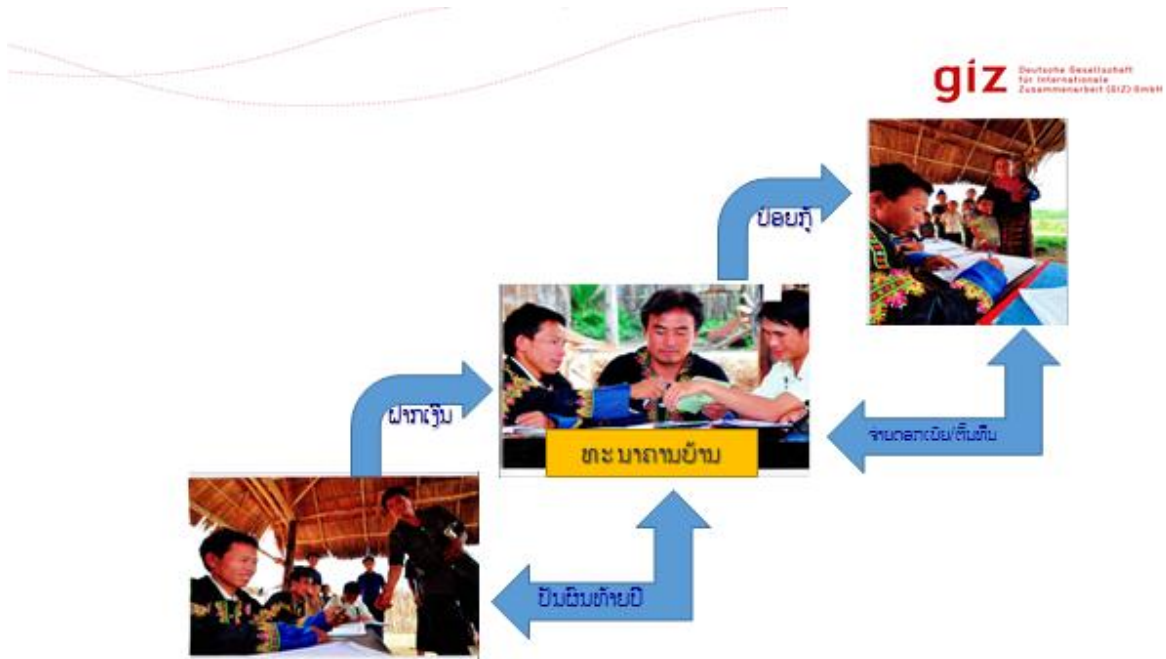 giz Deutsche Gesellschaft
für Internationale
Zusammenarbeit (GIZ) GmbH
ປ່ອຍກູ້
ຝາກເງິນ
ຈ່າຍດອກເບ້ຍ/ຕົ້ນທຶນ
ທະນາຄານບ້ານ
ປັນຜົນທ້າຍປີ